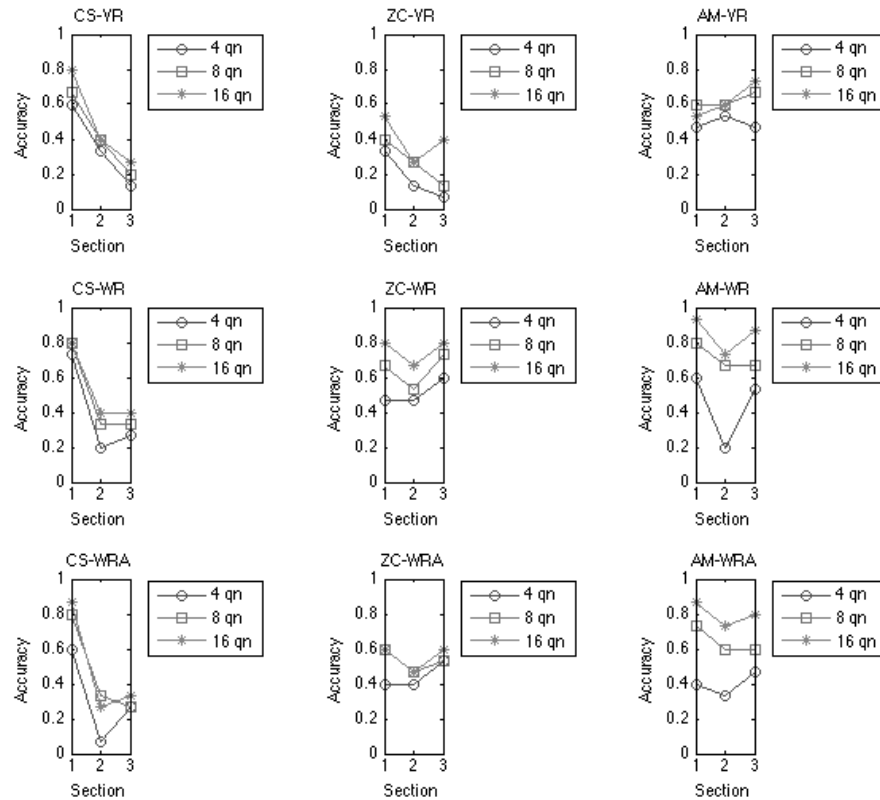 CS-VR
Accuracy
1
0.8
0.6
0.4
0.2
0
1 2 3
Section
4 qn
8 qn
16 qn
ZC-VR
Accuracy
1
0.8
0.6
0.4
0.2
0
1 2 3
Section
4 qn
8 qn
16 qn
AM-VR
Accuracy
1
0.8
0.6
0.4
0.2
0
1 2 3
Section
4 qn
8 qn
16 qn
CS-WR
Accuracy
1
0.8
0.6
0.4
0.2
0
1 2 3
Section
4 qn
8 qn
16 qn
ZC-WR
Accuracy
1
0.8
0.6
0.4
0.2
0
1 2 3
Section
4 qn
8 qn
16 qn
AM-WR
Accuracy
1
0.8
0.6
0.4
0.2
0
1 2 3
Section
4 qn
8 qn
16 qn
CS-WRA
Accuracy
1
0.8
0.6
0.4
0.2
0
1 2 3
Section
4 qn
8 qn
16 qn
ZC-WRA
Accuracy
1
0.8
0.6
0.4
0.2
0
1 2 3
Section
4 qn
8 qn
16 qn
AM-WRA
Accuracy
1
0.8
0.6
0.4
0.2
0
1 2 3
Section
4 qn
8 qn
16 qn